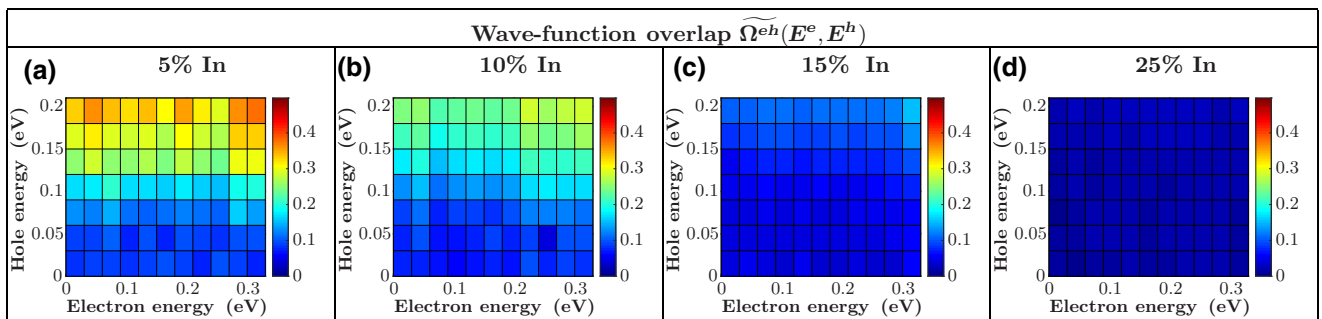 Wave-function overlap $\widetilde{\Omega^{eh}}(E^e, E^h)$
(a) 5% In
0.2
0.15
0.1
0.05
0
0 0.1 0.2 0.3
Hole energy (eV)
Electron energy (eV)
0.4
0.3
0.2
0.1
0
(b) 10% In
0.2
0.15
0.1
0.05
0
0 0.1 0.2 0.3
Hole energy (eV)
Electron energy (eV)
0.4
0.3
0.2
0.1
0
(c) 15% In
0.2
0.15
0.1
0.05
0
0 0.1 0.2 0.3
Hole energy (eV)
Electron energy (eV)
0.4
0.3
0.2
0.1
0
(d) 25% In
0.2
0.15
0.1
0.05
0
0 0.1 0.2 0.3
Hole energy (eV)
Electron energy (eV)
0.4
0.3
0.2
0.1
0